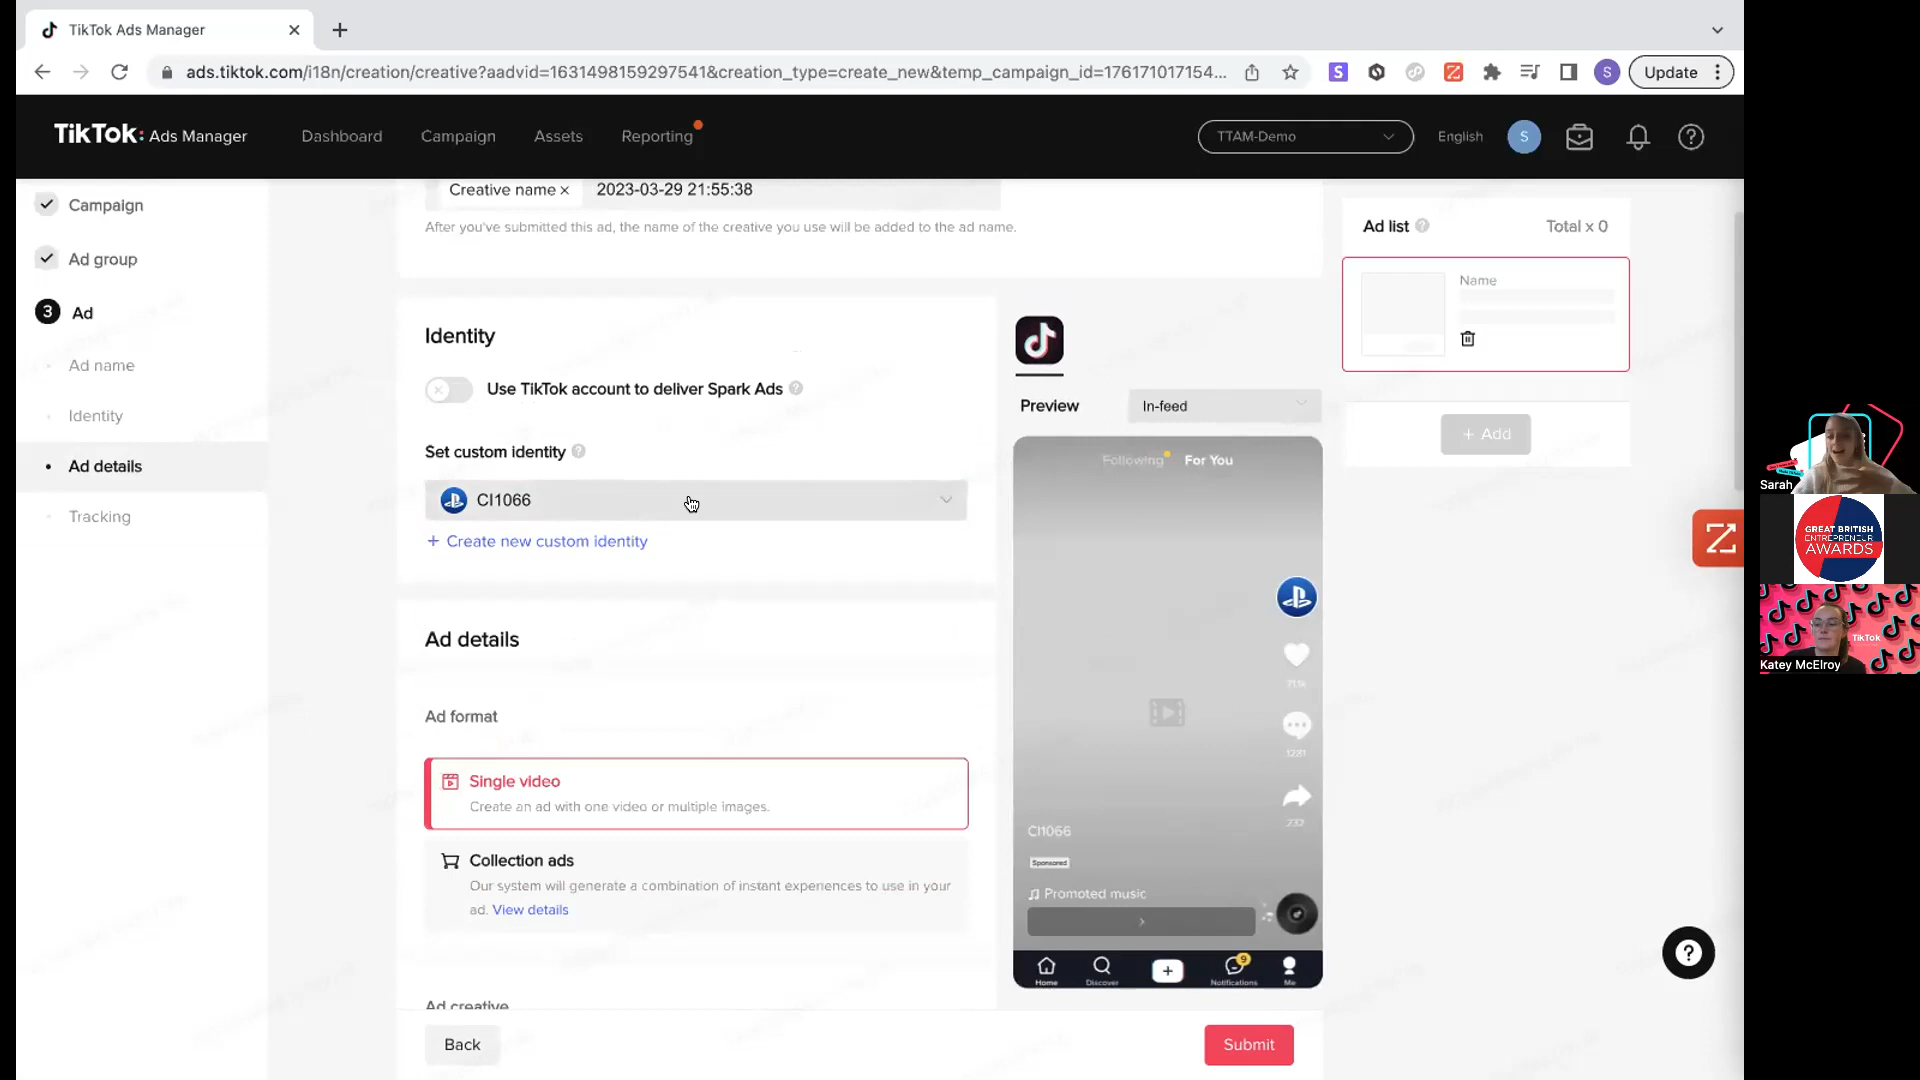 TikTok Ads Manager
ads.tiktok.com/i18n/creation/creative?aadvid=1631498159297541&creation_type=create_new&temp_campaign_id=176171017154...
S
S
Update
TikTok: Ads Manager
Dashboard
Campaign
Assets
Reporting
TTAM-Demo
English
S
Campaign
Ad group
3
Ad
Ad name
Identity
Ad details
Tracking
Creative name ×
2023-03-29 21:55:38
After you've submitted this ad, the name of the creative you use will be added to the ad name.
Identity
Use TikTok account to deliver Spark Ads
Set custom identity
CI1066
+ Create new custom identity
Ad details
Ad format
Single video
Create an ad with one video or multiple images.
Collection ads
Our system will generate a combination of instant experiences to use in your
ad. View details
Ad creative
Back
Submit
Preview
In-feed
Following
For You
71.1k
1281
232
CI1066
Sponsored
Promoted music
Home
Discover
9
Notifications
Me
Ad list
Total x 0
Name
+ Add
Sarah
GREAT BRITISH
ENTREPRENEUR
AWARDS
TikTok
Katey McElroy